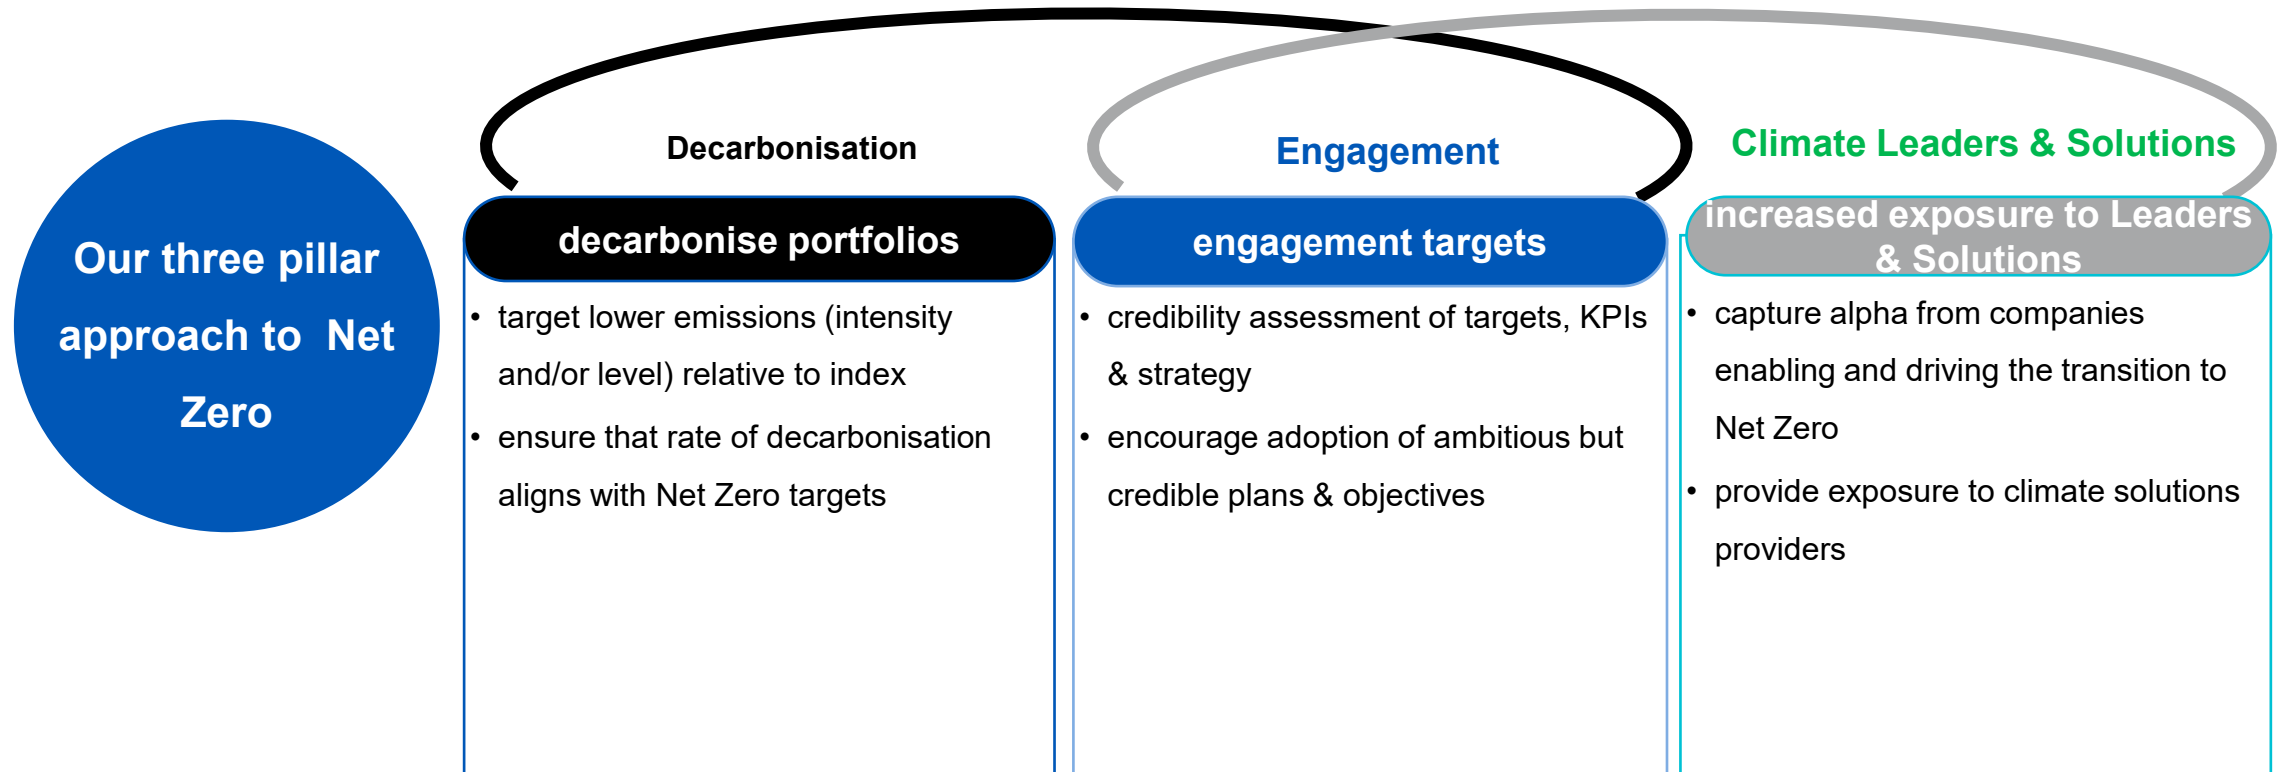 Our three pillar
approach to  Net
Zero
Decarbonisation
decarbonise portfolios
• target lower emissions (intensity
and/or level) relative to index
• ensure that rate of decarbonisation
aligns with Net Zero targets
Engagement
engagement targets
• credibility assessment of targets, KPIs
& strategy
• encourage adoption of ambitious but
credible plans & objectives
Climate Leaders & Solutions
increased exposure to Leaders
& Solutions
• capture alpha from companies
enabling and driving the transition to
Net Zero
• provide exposure to climate solutions
providers